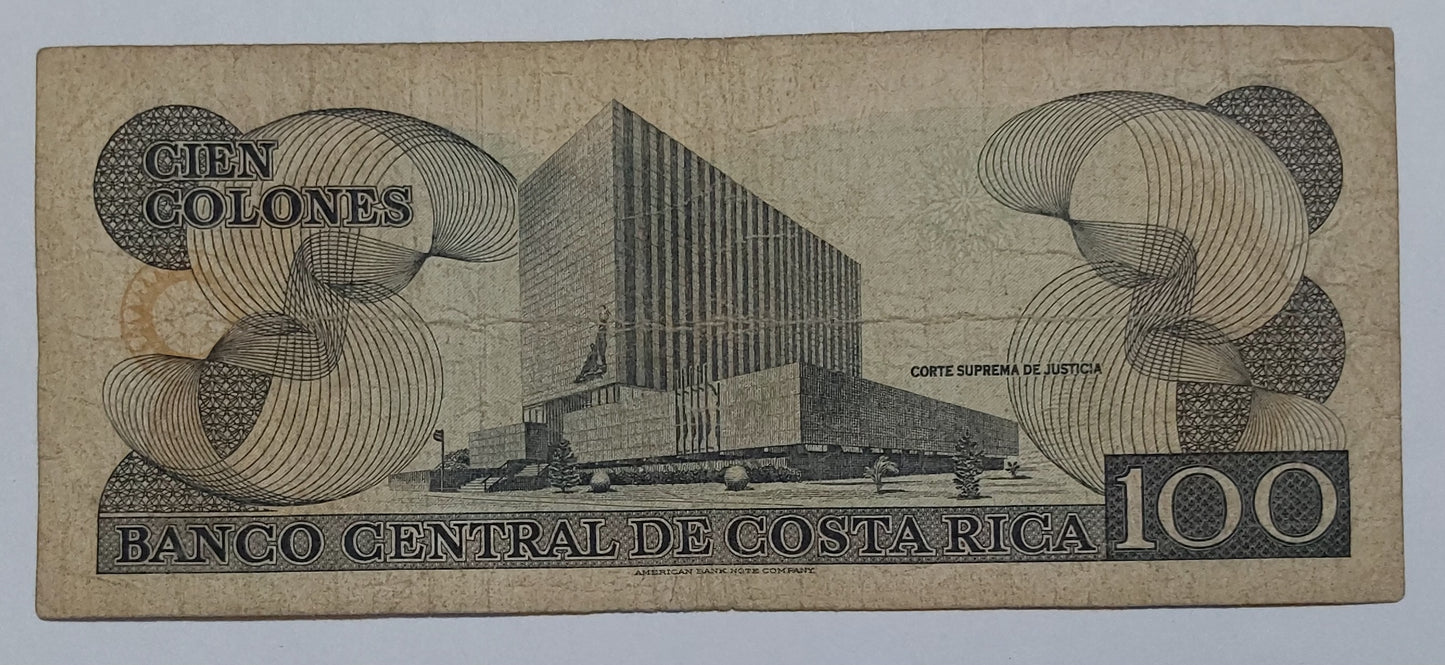 CIEN
COLONES
CORTE SUPREMA DE JUSTICIA
BANCO CENTRAL DE COSTA RICA 100
AMERICAN BANK NOTE COMPANY